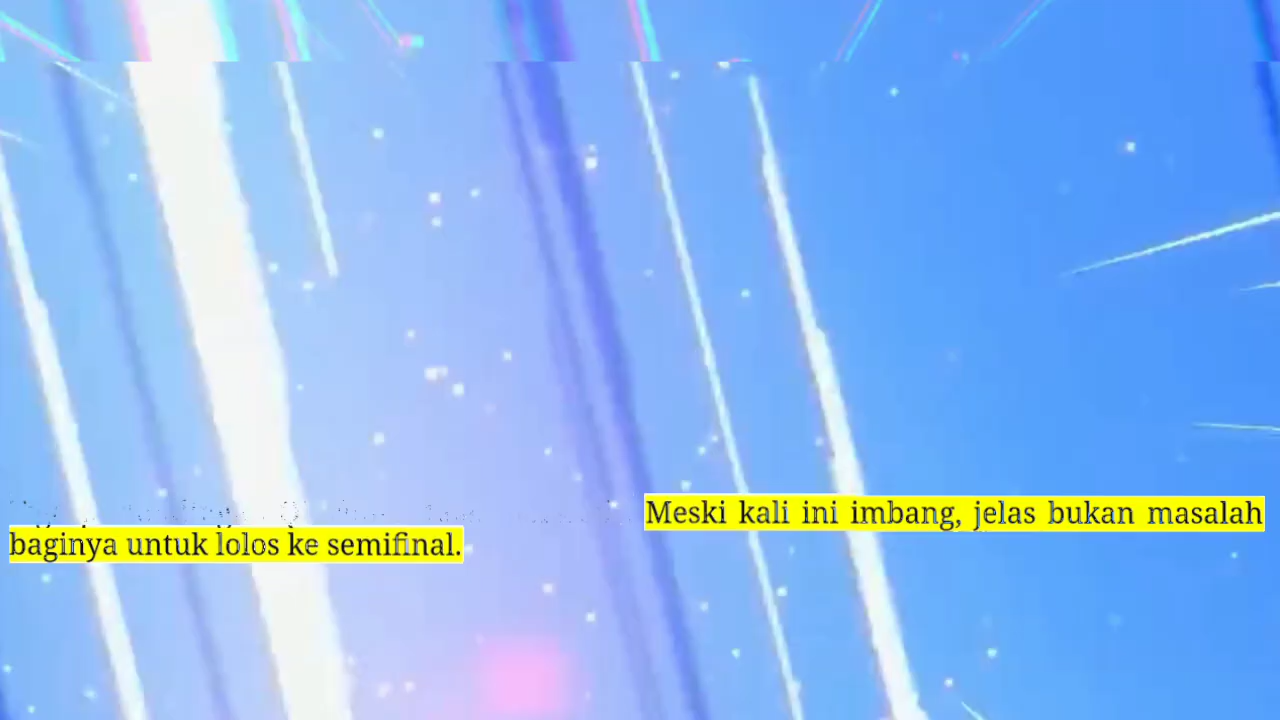 Meski kali ini imbang, jelas bukan masalah
baginya untuk lolos ke semifinal.